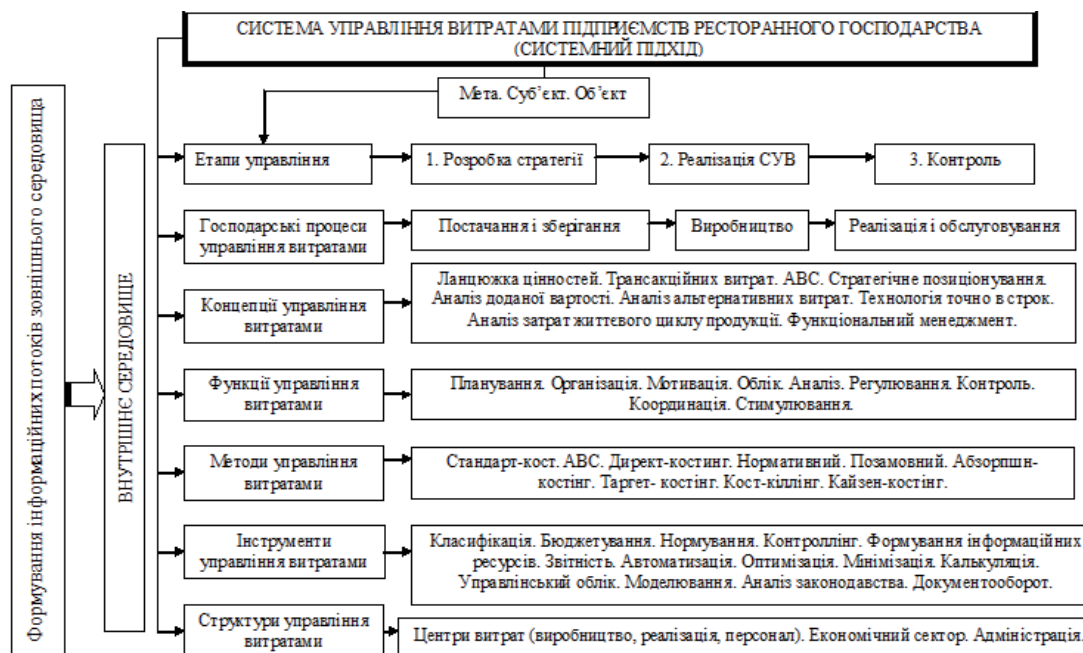 СИСТЕМА УПРАВЛІННЯ ВИТРАТАМИ ПІДПРИЄМСТВ РЕСТОРАННОГО ГОСПОДАРСТВА
(СИСТЕМНИЙ ПІДХІД)
Мета. Суб’єкт. Об’єкт
Формування інформаційних потоків зовнішнього середовища
ВНУТРІШНЄ СЕРЕДОВИЩЕ
Етапи управління
1. Розробка стратегії
2. Реалізація СУВ
3. Контроль
Господарські процеси
управління витратами
Постачання і зберігання
Виробництво
Реалізація і обслуговування
Концепції управління
витратами
Ланцюжка цінностей. Трансакційних витрат. АВС. Стратегічне позиціонування.
Аналіз доданої вартості. Аналіз альтернативних витрат. Технологія точно в строк.
Аналіз затрат життєвого циклу продукції. Функціональний менеджмент.
Функції управління
витратами
Планування. Організація. Мотивація. Облік. Аналіз. Регулювання. Контроль.
Координація. Стимулювання.
Методи управління
витратами
Стандарт-кост. АВС. Директ-костинг. Нормативний. Позамовний. Абзорпшн-
костінг. Таргет- костінг. Кост-кіллінг. Кайзен-костінг.
Інструменти
управління витратами
Класифікація. Бюджетування. Нормування. Контроллінг. Формування інформаційних
ресурсів. Звітність. Автоматизація. Оптимізація. Мінімізація. Калькуляція.
Управлінський облік. Моделювання. Аналіз законодавства. Документооборот.
Структури управління
витратами
Центри витрат (виробництво, реалізація, персонал). Економічний сектор. Адміністрація.